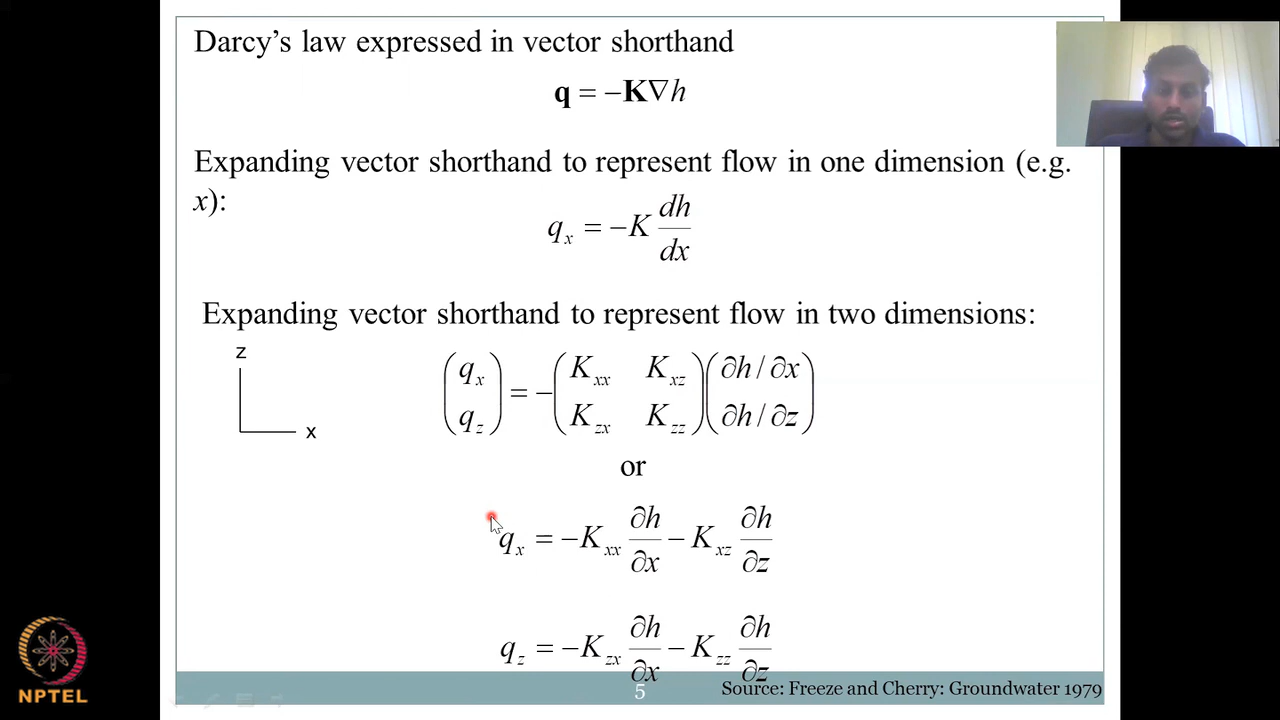 Darcy’s law expressed in vector shorthand
q = −K∇h
Expanding vector shorthand to represent flow in one dimension (e.g.
x):
q_x = −K dh/dx
Expanding vector shorthand to represent flow in two dimensions:
z
x
(q_x q_z) = −(K_xx K_xz K_zx K_zz)(∂h / ∂x ∂h / ∂z)
or
q_x = −K_xx ∂h/∂x − K_xz ∂h/∂z
q_z = −K_zx ∂h/∂x − K_zz ∂h/∂z
NPTEL
5
Source: Freeze and Cherry: Groundwater 1979